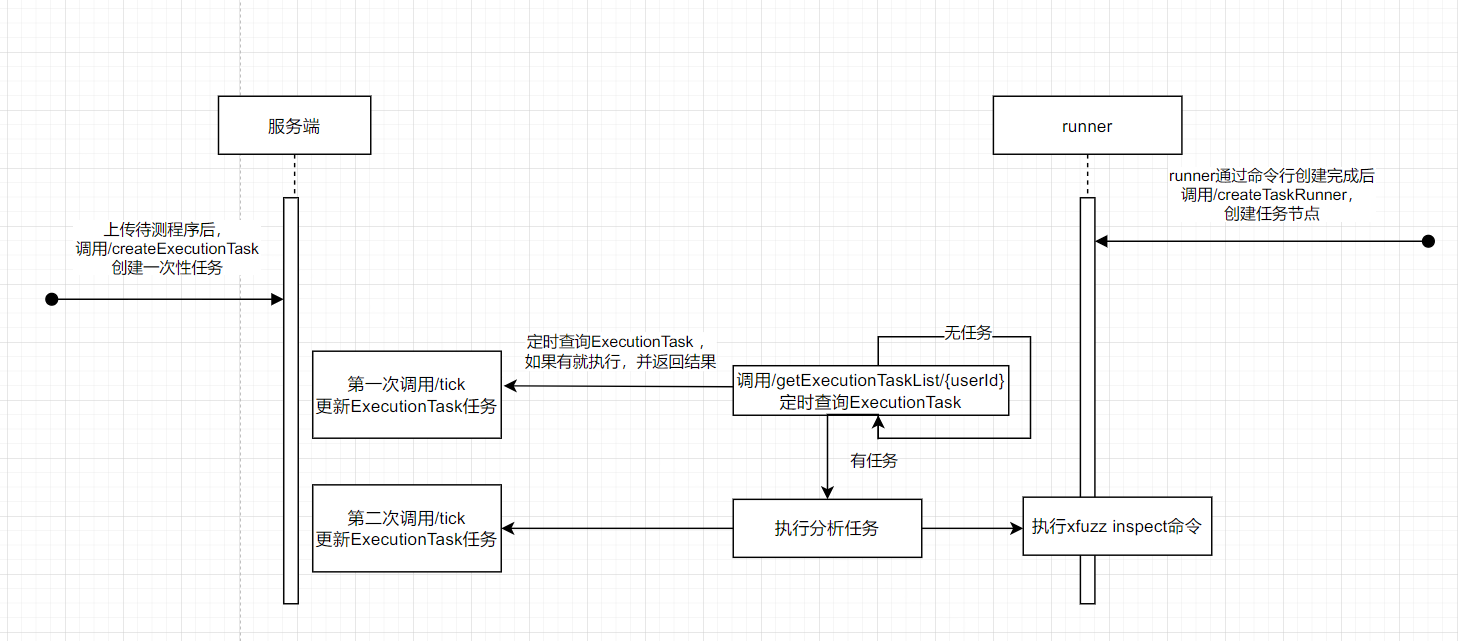 服务端
runner
runner通过命令行创建完成后
调用/createTaskRunner，
创建任务节点
上传待测程序后，
调用/createExecutionTask
创建一次性任务
无任务
定时查询ExecutionTask，
如果有就执行，并返回结果
第一次调用/tick
更新ExecutionTask任务
调用/getExecutionTaskList/{userId}
定时查询ExecutionTask
有任务
第二次调用/tick
更新ExecutionTask任务
执行分析任务
执行xfuzz inspect命令